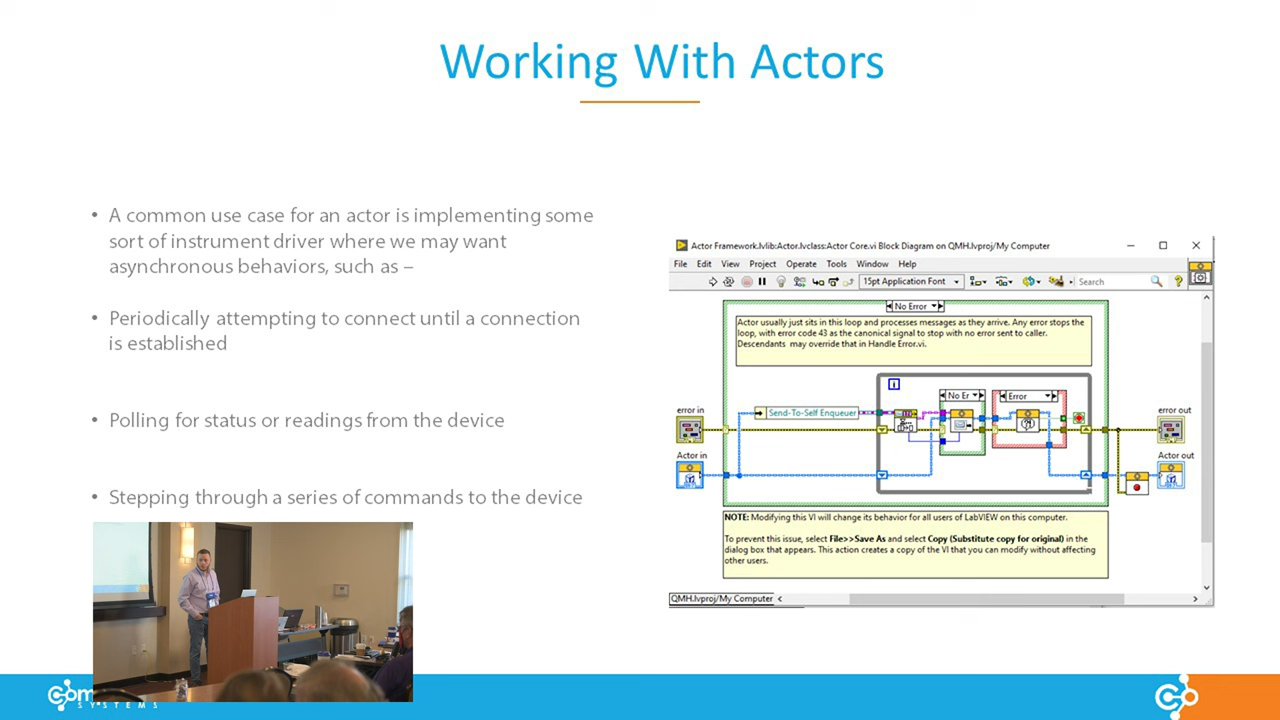 Working With Actors
• A common use case for an actor is implementing some
sort of instrument driver where we may want
asynchronous behaviors, such as –
• Periodically attempting to connect until a connection
is established
• Polling for status or readings from the device
• Stepping through a series of commands to the device
Actor Framework.lvlib:Actor.lvclass:Actor Core.vi Block Diagram on QMH.lvproj/My Computer
File Edit View Project Operate Tools Window Help
15pt Application Font
Search
No Error
Actor usually just sits in this loop and processes messages as they arrive. Any error stops the
loop, with error code 43 as the canonical signal to stop with no error sent to caller.
Descendants may override that in Handle Error.vi.
i
No Er
Error
Send-To-Self Enqueuer
error in
error out
Actor in
Actor out
NOTE: Modifying this VI will change its behavior for all users of LabVIEW on this computer.
To prevent this issue, select File>>Save As and select Copy (Substitute copy for original) in the
dialog box that appears. This action creates a copy of the VI that you can modify without affecting
other users.
QMH.lvproj/My Computer
Com
SYSTEMS